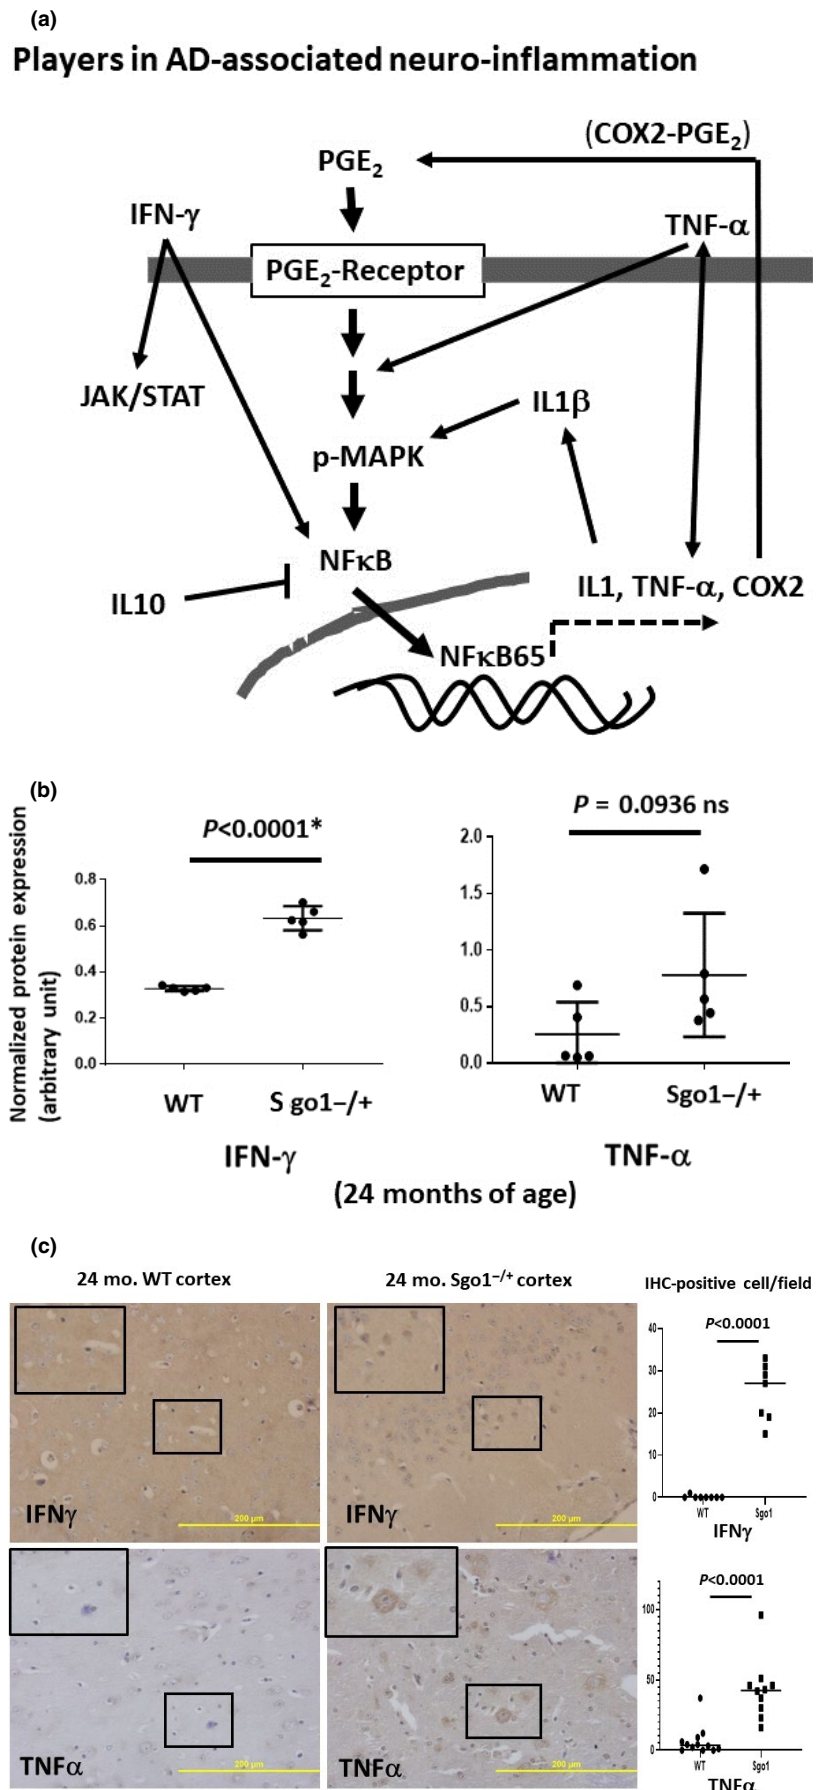 (a)
Players in AD-associated neuro-inflammation
(COX2-PGE2)
PGE2
IFN-γ
TNF-α
PGE2-Receptor
JAK/STAT
IL1β
p-MAPK
NFκB
IL10
IL1, TNF-α, COX2
NFκB65
(b)
Normalized protein expression
(arbitrary unit)
P<0.0001*
0.8
0.6
0.4
0.2
0.0
WT
S go1–/+
IFN-γ
P = 0.0936 ns
2.0
1.5
1.0
0.5
0.0
WT
Sgo1–/+
TNF-α
(24 months of age)
(c)
24 mo. WT cortex
24 mo. Sgo1–/+ cortex
IHC-positive cell/field
IFNγ
200 μm
IFNγ
200 μm
P<0.0001
40
30
20
10
0
WT
Sgo1
IFNγ
TNFα
200 μm
TNFα
200 μm
P<0.0001
100
50
0
WT
Sgo1
TNFα